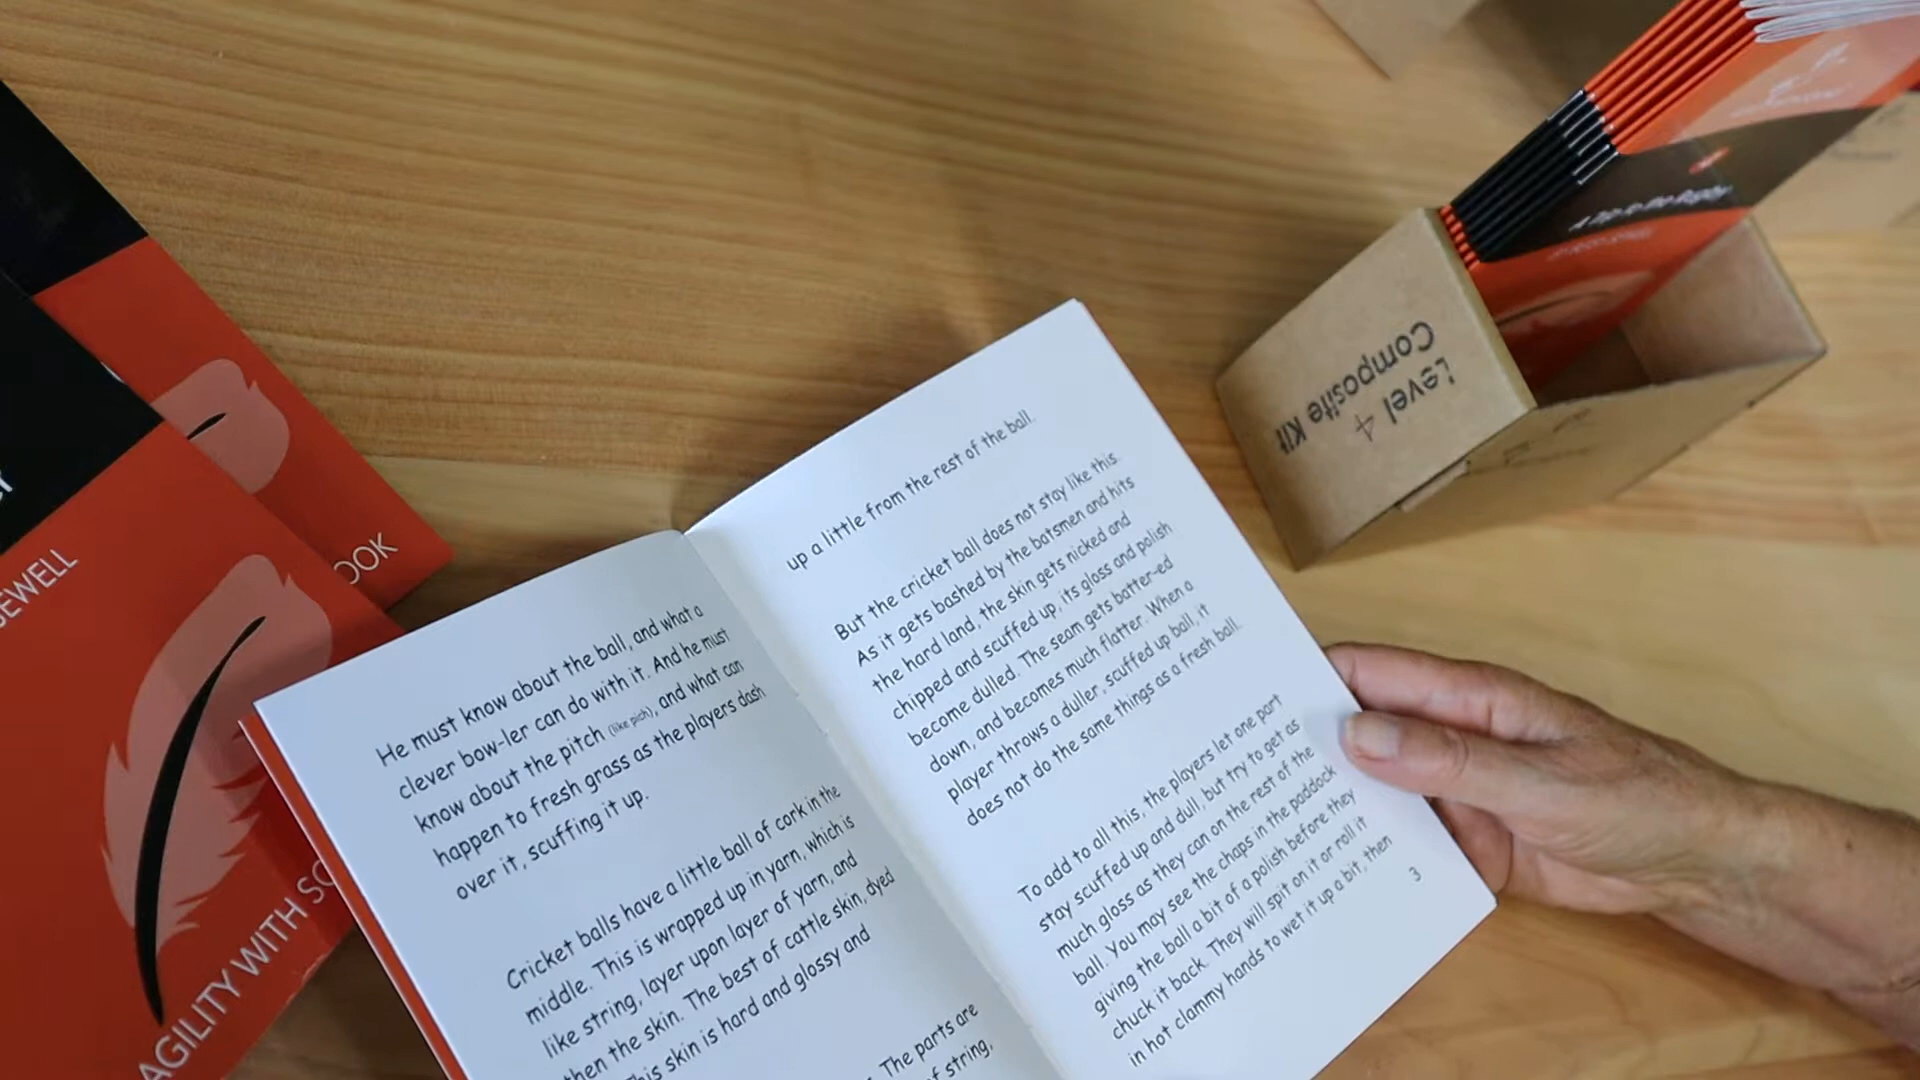 He must know about the ball, and what a
clever bow-ler can do with it. And he must
know about the pitch (like pich), and what can
happen to fresh grass as the players dash
over it, scuffing it up.
Cricket balls have a little ball of cork in the
middle. This is wrapped up in yarn, which is
like string, layer upon layer of yarn, and
then the skin. The best of cattle skin, dyed
This skin is hard and glossy and
The parts are
of string,
up a little from the rest of the ball.
But the cricket ball does not stay like this.
As it gets bashed by the batsmen and hits
the hard land, the skin gets nicked and
chipped and scuffed up, its gloss and polish
become dulled. The seam gets batter-ed
down, and becomes much flatter. When a
player throws a duller, scuffed up ball, it
does not do the same things as a fresh ball.
To add to all this, the players let one part
stay scuffed up and dull, but try to get as
much gloss as they can on the rest of the
ball. You may see the chaps in the paddock
giving the ball a bit of a polish before they
chuck it back. They will spit on it or roll it
in hot clammy hands to wet it up a bit, then
3
Level 4
Composite Kit
SEWELL
AGILITY WITH SO
OOK